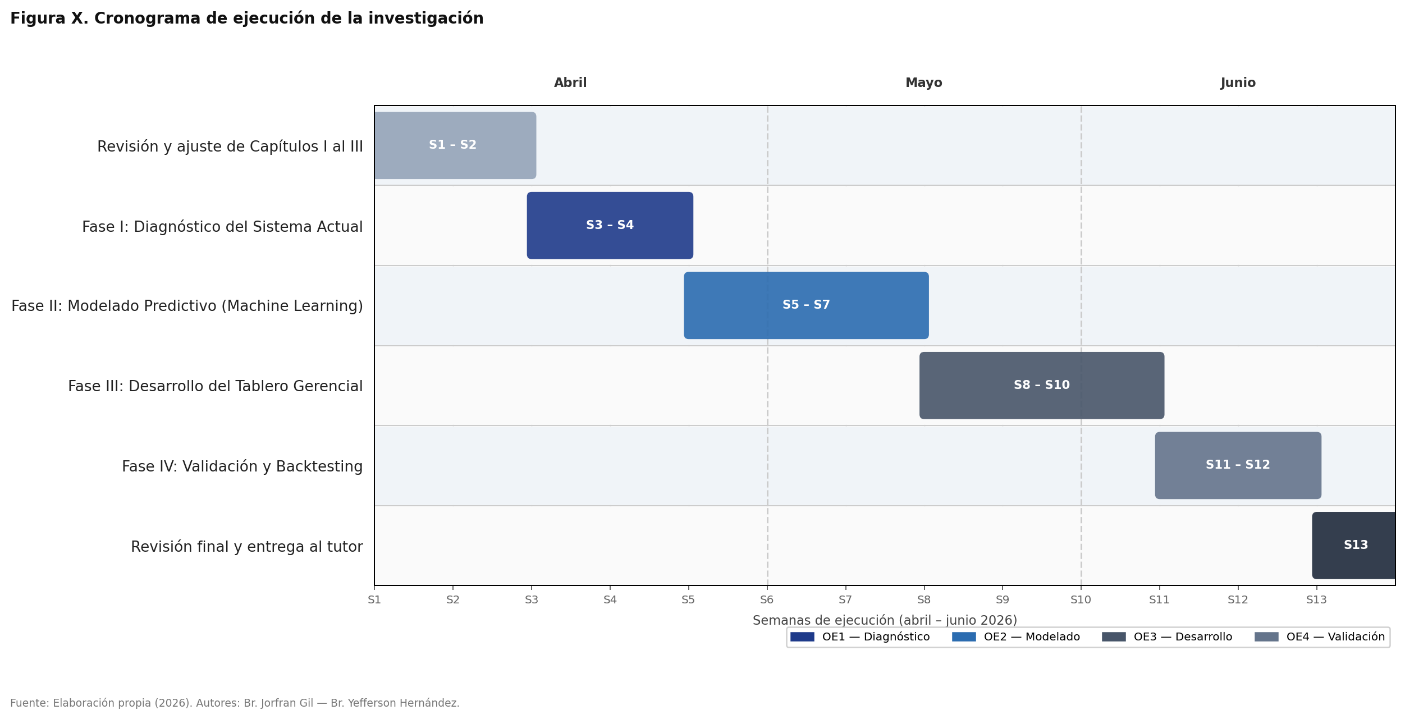 Figura X. Cronograma de ejecución de la investigación
Abril Mayo Junio
Revisión y ajuste de Capítulos I al III S1 – S2
Fase I: Diagnóstico del Sistema Actual S3 – S4
Fase II: Modelado Predictivo (Machine Learning) S5 – S7
Fase III: Desarrollo del Tablero Gerencial S8 – S10
Fase IV: Validación y Backtesting S11 – S12
Revisión final y entrega al tutor S13
S1 S2 S3 S4 S5 S6 S7 S8 S9 S10 S11 S12 S13
Semanas de ejecución (abril – junio 2026)
OE1 — Diagnóstico OE2 — Modelado OE3 — Desarrollo OE4 — Validación
Fuente: Elaboración propia (2026). Autores: Br. Jorfran Gil — Br. Yefferson Hernández.